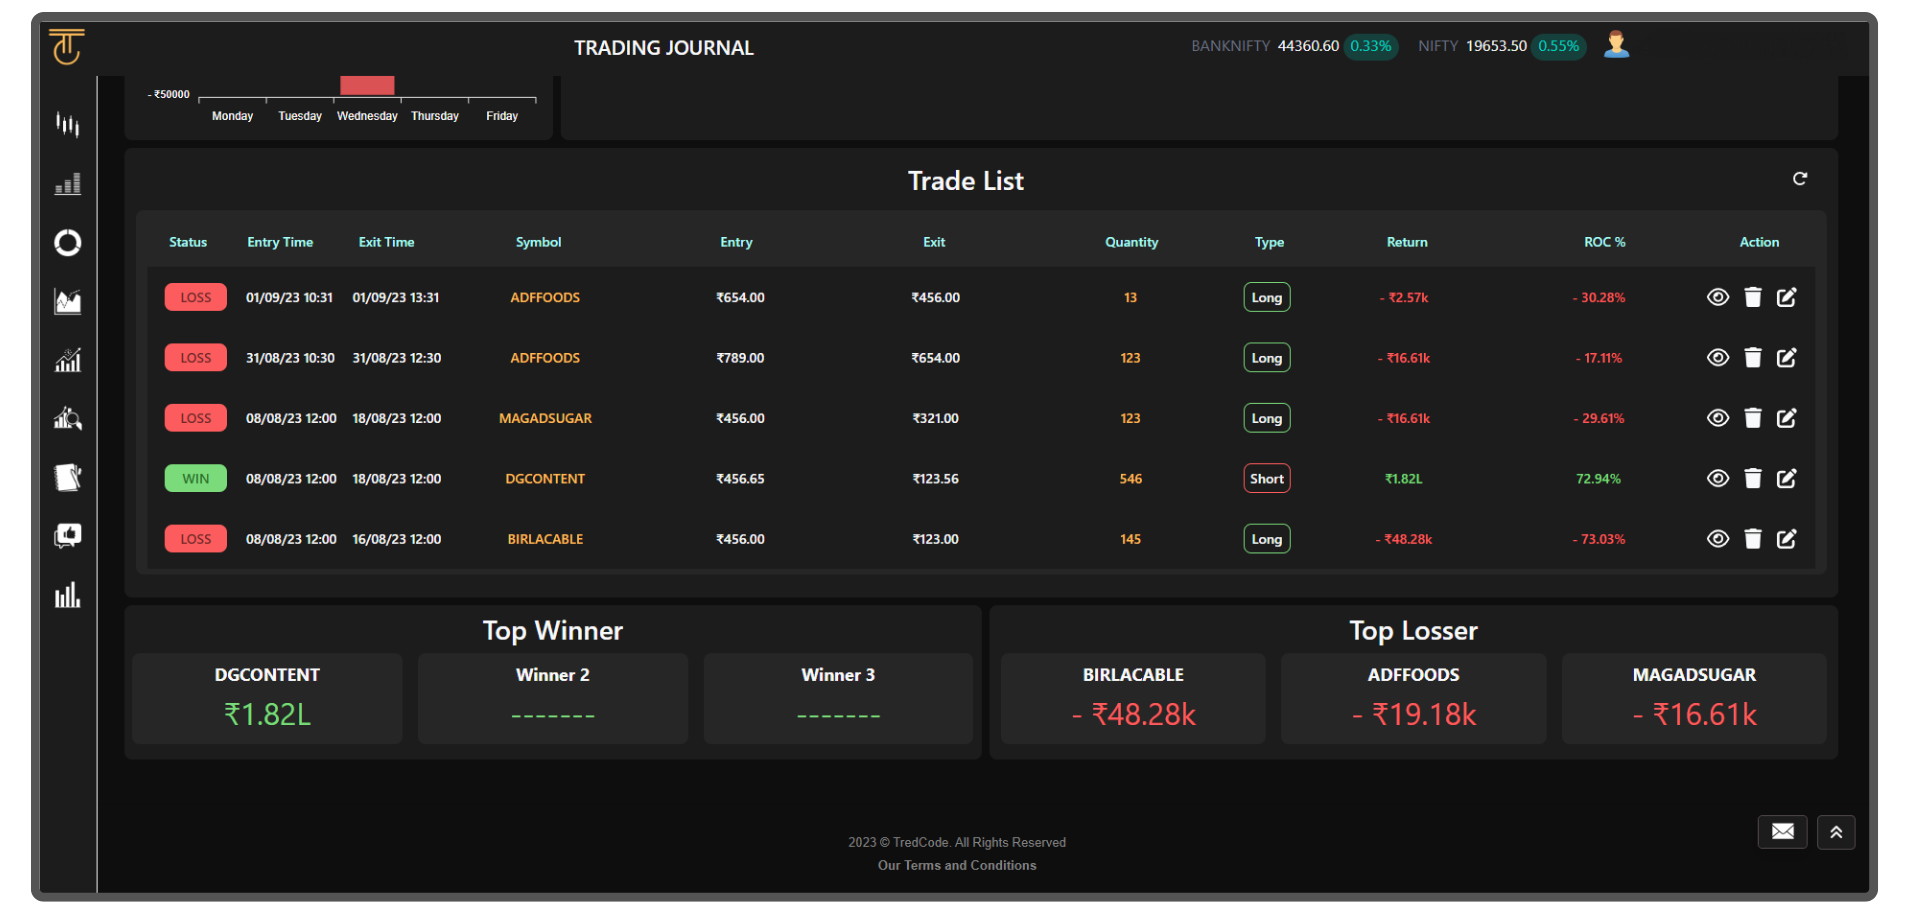 TRADING JOURNAL
BANKNIFTY 44360.60 0.33% NIFTY 19653.50 0.55%
- ₹50000
Monday Tuesday Wednesday Thursday Friday
Trade List
Status Entry Time Exit Time Symbol Entry Exit Quantity Type Return ROC % Action
LOSS 01/09/23 10:31 01/09/23 13:31 ADFFOODS ₹654.00 ₹456.00 13 Long - ₹2.57k - 30.28%
LOSS 31/08/23 10:30 31/08/23 12:30 ADFFOODS ₹789.00 ₹654.00 123 Long - ₹16.61k - 17.11%
LOSS 08/08/23 12:00 18/08/23 12:00 MAGADSUGAR ₹456.00 ₹321.00 123 Long - ₹16.61k - 29.61%
WIN 08/08/23 12:00 18/08/23 12:00 DGCONTENT ₹456.65 ₹123.56 546 Short ₹1.82L 72.94%
LOSS 08/08/23 12:00 16/08/23 12:00 BIRLACABLE ₹456.00 ₹123.00 145 Long - ₹48.28k - 73.03%
Top Winner
DGCONTENT Winner 2 Winner 3
₹1.82L ------- -------
Top Losser
BIRLACABLE ADFFOODS MAGADSUGAR
- ₹48.28k - ₹19.18k - ₹16.61k
2023 © TredCode. All Rights Reserved
Our Terms and Conditions